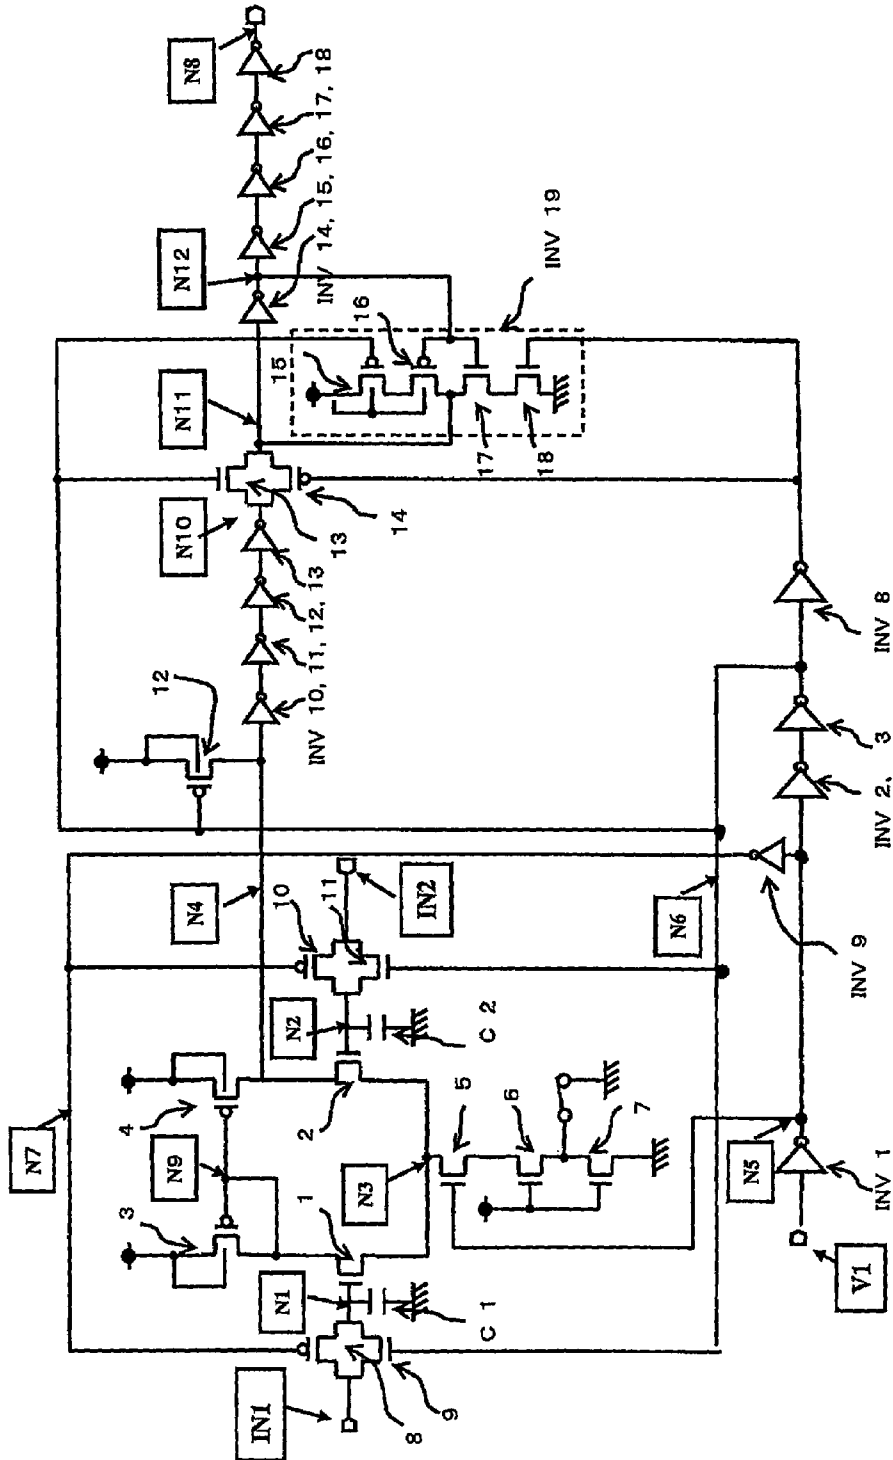 N8
INV 14, 15, 16, 17, 18
N12
INV 19
16
15
17
18
N11
N10
13
14
INV 10, 11, 12, 13
12
N4
IN2
10
11
N2
C 2
N7
4
N9
3
2
1
N3
5
6
7
N1
C 1
IN1
8
9
N6
N5
V1
INV 1
INV 9
INV 2, 3
INV 8